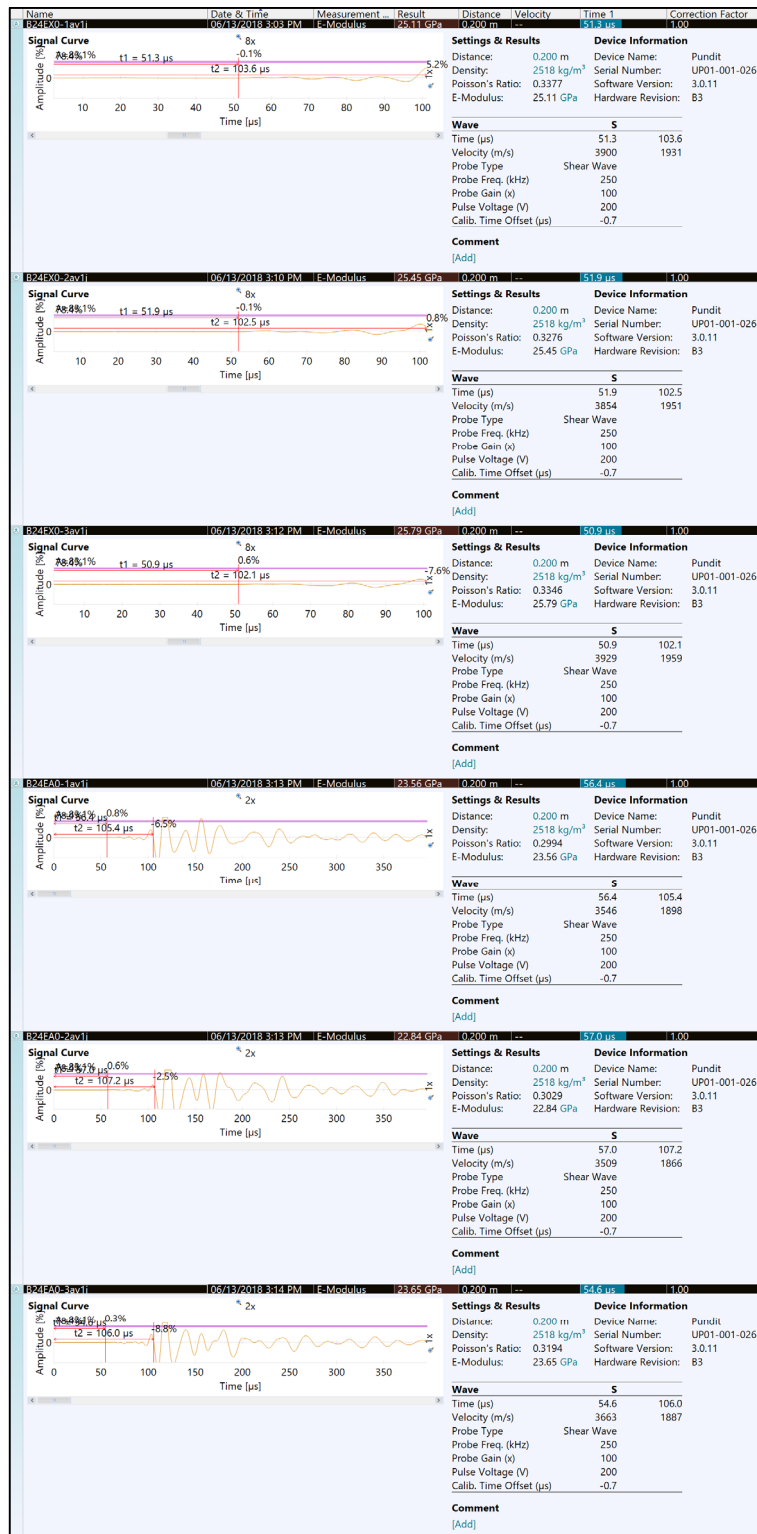 Name Date & Time Measurement ... Result Distance Velocity Time 1 Correction Factor
B24EX0-1av1j 06/13/2018 3:03 PM E-Modulus 25.11 GPa 0.200 m -- 51.3 µs 1.00
Signal Curve 8x Settings & Results Device Information
78.4% t1 = 51.3 µs -0.1% 5.2% Distance: 0.200 m Device Name: Pundit
t2 = 103.6 µs 1x Density: 2518 kg/m³ Serial Number: UP01-001-026
Amplitude [%] 0 Poisson's Ratio: 0.3377 Software Version: 3.0.11
10 20 30 40 50 60 70 80 90 100 E-Modulus: 25.11 GPa Hardware Revision: B3
Time [µs]
Wave S
Time (µs) 51.3 103.6
Velocity (m/s) 3900 1931
Probe Type Shear Wave
Probe Freq. (kHz) 250
Probe Gain (x) 100
Pulse Voltage (V) 200
Calib. Time Offset (µs) -0.7
Comment
[Add]
B24EX0-2av1j 06/13/2018 3:10 PM E-Modulus 25.45 GPa 0.200 m -- 51.9 µs 1.00
Signal Curve 8x Settings & Results Device Information
78.4% t1 = 51.9 µs -0.1% 0.8% Distance: 0.200 m Device Name: Pundit
t2 = 102.5 µs 1x Density: 2518 kg/m³ Serial Number: UP01-001-026
Amplitude [%] 0 Poisson's Ratio: 0.3276 Software Version: 3.0.11
10 20 30 40 50 60 70 80 90 100 E-Modulus: 25.45 GPa Hardware Revision: B3
Time [µs]
Wave S
Time (µs) 51.9 102.5
Velocity (m/s) 3854 1951
Probe Type Shear Wave
Probe Freq. (kHz) 250
Probe Gain (x) 100
Pulse Voltage (V) 200
Calib. Time Offset (µs) -0.7
Comment
[Add]
B24EX0-3av1j 06/13/2018 3:12 PM E-Modulus 25.79 GPa 0.200 m -- 50.9 µs 1.00
Signal Curve 8x Settings & Results Device Information
78.4% t1 = 50.9 µs 0.6% -7.6% Distance: 0.200 m Device Name: Pundit
t2 = 102.1 µs 1x Density: 2518 kg/m³ Serial Number: UP01-001-026
Amplitude [%] 0 Poisson's Ratio: 0.3346 Software Version: 3.0.11
10 20 30 40 50 60 70 80 90 100 E-Modulus: 25.79 GPa Hardware Revision: B3
Time [µs]
Wave S
Time (µs) 50.9 102.1
Velocity (m/s) 3929 1959
Probe Type Shear Wave
Probe Freq. (kHz) 250
Probe Gain (x) 100
Pulse Voltage (V) 200
Calib. Time Offset (µs) -0.7
Comment
[Add]
B24EA0-1av1j 06/13/2018 3:13 PM E-Modulus 23.56 GPa 0.200 m -- 56.4 µs 1.00
Signal Curve 2x Settings & Results Device Information
0.8% -6.5% Distance: 0.200 m Device Name: Pundit
t2 = 105.4 µs 1x Density: 2518 kg/m³ Serial Number: UP01-001-026
Amplitude [%] 0 Poisson's Ratio: 0.2994 Software Version: 3.0.11
0 50 100 150 200 250 300 350 E-Modulus: 23.56 GPa Hardware Revision: B3
Time [µs]
Wave S
Time (µs) 56.4 105.4
Velocity (m/s) 3546 1898
Probe Type Shear Wave
Probe Freq. (kHz) 250
Probe Gain (x) 100
Pulse Voltage (V) 200
Calib. Time Offset (µs) -0.7
Comment
[Add]
B24EA0-2av1j 06/13/2018 3:13 PM E-Modulus 22.84 GPa 0.200 m -- 57.0 µs 1.00
Signal Curve 2x Settings & Results Device Information
0.6% -2.5% Distance: 0.200 m Device Name: Pundit
t2 = 107.2 µs 1x Density: 2518 kg/m³ Serial Number: UP01-001-026
Amplitude [%] 0 Poisson's Ratio: 0.3029 Software Version: 3.0.11
0 50 100 150 200 250 300 350 E-Modulus: 22.84 GPa Hardware Revision: B3
Time [µs]
Wave S
Time (µs) 57.0 107.2
Velocity (m/s) 3509 1866
Probe Type Shear Wave
Probe Freq. (kHz) 250
Probe Gain (x) 100
Pulse Voltage (V) 200
Calib. Time Offset (µs) -0.7
Comment
[Add]
B24EA0-3av1j 06/13/2018 3:14 PM E-Modulus 23.65 GPa 0.200 m -- 54.6 µs 1.00
Signal Curve 2x Settings & Results Device Information
0.3% -8.8% Distance: 0.200 m Device Name: Pundit
t2 = 106.0 µs 1x Density: 2518 kg/m³ Serial Number: UP01-001-026
Amplitude [%] 0 Poisson's Ratio: 0.3194 Software Version: 3.0.11
0 50 100 150 200 250 300 350 E-Modulus: 23.65 GPa Hardware Revision: B3
Time [µs]
Wave S
Time (µs) 54.6 106.0
Velocity (m/s) 3663 1887
Probe Type Shear Wave
Probe Freq. (kHz) 250
Probe Gain (x) 100
Pulse Voltage (V) 200
Calib. Time Offset (µs) -0.7
Comment
[Add]